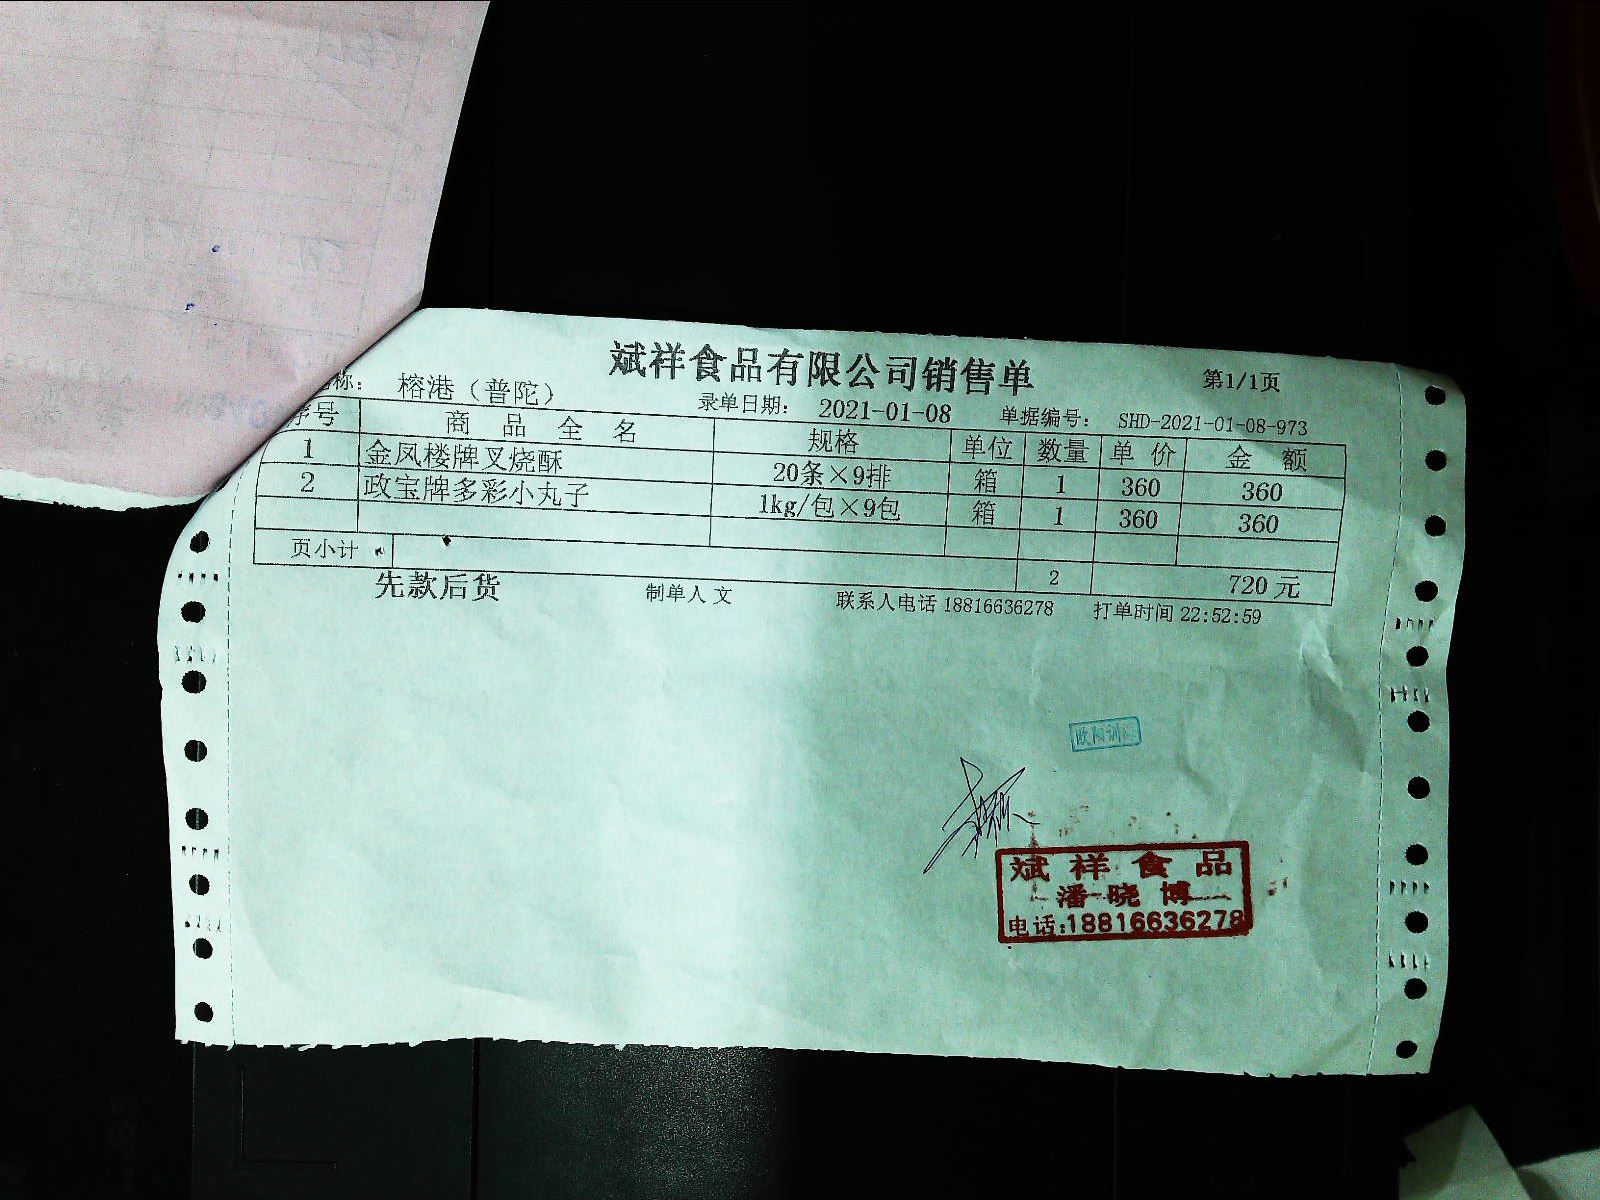 斌祥食品有限公司销售单
第1/1页
称： 榕港（普陀） 录单日期： 2021-01-08 单据编号： SHD-2021-01-08-973
序号 商品全名 规格 单位 数量 单价 金额
1 金凤楼牌叉烧酥 20条×9排 箱 1 360 360
2 政宝牌多彩小丸子 1kg/包×9包 箱 1 360 360
页小计 2 720 元
先款后货 制单人 文 联系人电话 18816636278 打单时间 22:52:59
斌祥食品
潘晓博
电话:18816636278